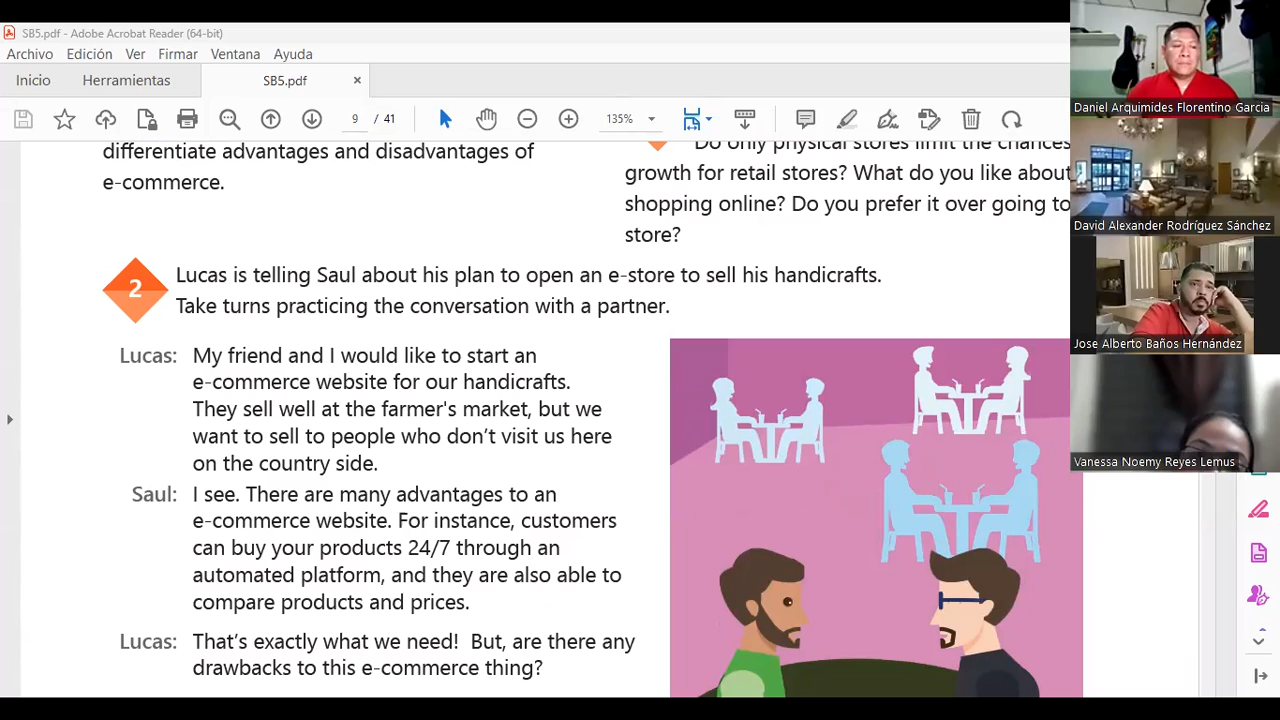 SB5.pdf - Adobe Acrobat Reader (64-bit)
Archivo Edición Ver Firmar Ventana Ayuda
Inicio Herramientas SB5.pdf ×
9 / 41 135%
differentiate advantages and disadvantages of
e-commerce.
Do only physical stores limit the chances
growth for retail stores? What do you like about
shopping online? Do you prefer it over going to
store?
2
Lucas is telling Saul about his plan to open an e-store to sell his handicrafts.
Take turns practicing the conversation with a partner.
Lucas: My friend and I would like to start an
e-commerce website for our handicrafts.
They sell well at the farmer's market, but we
want to sell to people who don't visit us here
on the country side.
Saul: I see. There are many advantages to an
e-commerce website. For instance, customers
can buy your products 24/7 through an
automated platform, and they are also able to
compare products and prices.
Lucas: That's exactly what we need! But, are there any
drawbacks to this e-commerce thing?
Daniel Arquimides Florentino Garcia
David Alexander Rodríguez Sánchez
Jose Alberto Baños Hernández
Vanessa Noemy Reyes Lemus